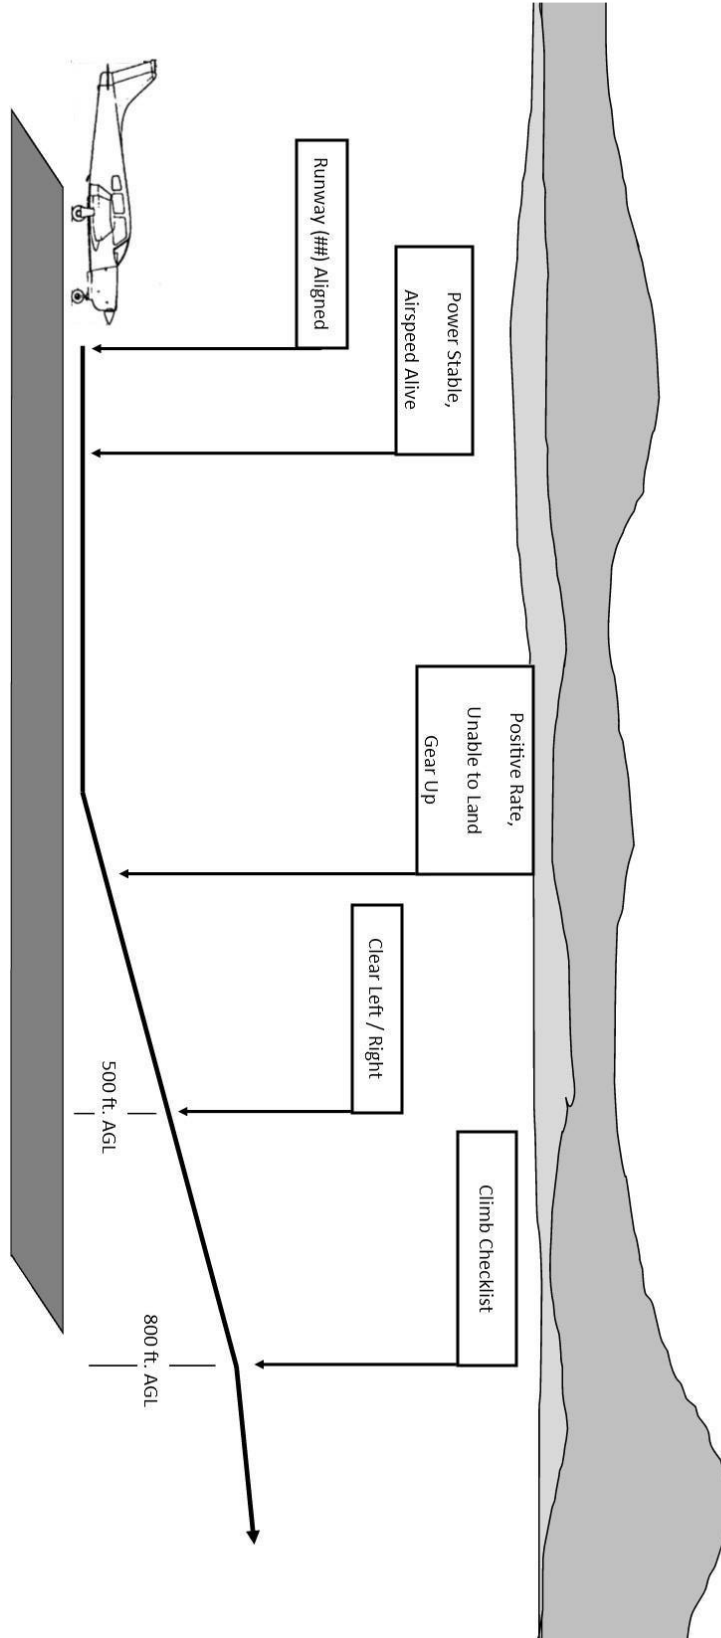 Runway (##) Aligned
Power Stable,
Airspeed Alive
Positive Rate,
Unable to Land
Gear Up
Clear Left / Right
500 ft. AGL
Climb Checklist
800 ft. AGL